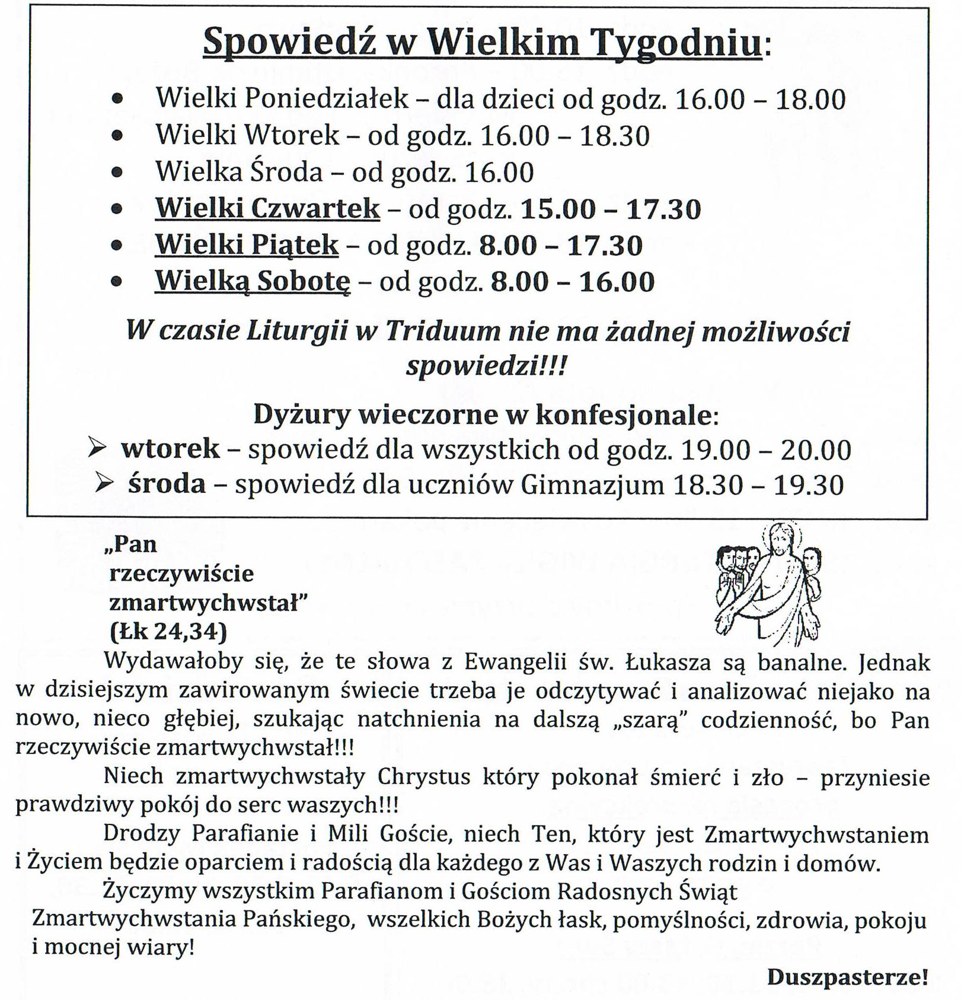 Spowiedź w Wielkim Tygodniu:
• Wielki Poniedziałek – dla dzieci od godz. 16.00 – 18.00
• Wielki Wtorek – od godz. 16.00 – 18.30
• Wielka Środa – od godz. 16.00
• Wielki Czwartek – od godz. 15.00 – 17.30
• Wielki Piątek – od godz. 8.00 – 17.30
• Wielką Sobotę – od godz. 8.00 – 16.00
W czasie Liturgii w Triduum nie ma żadnej możliwości
spowiedzi!!!
Dyżury wieczorne w konfesjonale:
➢ wtorek – spowiedź dla wszystkich od godz. 19.00 – 20.00
➢ środa – spowiedź dla uczniów Gimnazjum 18.30 – 19.30
„Pan
rzeczywiście
zmartwychwstał”
(Łk 24,34)
Wydawałoby się, że te słowa z Ewangelii św. Łukasza są banalne. Jednak
w dzisiejszym zawirowanym świecie trzeba je odczytywać i analizować niejako na
nowo, nieco głębiej, szukając natchnienia na dalszą „szarą” codzienność, bo Pan
rzeczywiście zmartwychwstał!!!
Niech zmartwychwstały Chrystus który pokonał śmierć i zło – przyniesie
prawdziwy pokój do serc waszych!!!
Drodzy Parafianie i Mili Goście, niech Ten, który jest Zmartwychwstaniem
i Życiem będzie oparciem i radością dla każdego z Was i Waszych rodzin i domów.
Życzymy wszystkim Parafianom i Gościom Radosnych Świąt
Zmartwychwstania Pańskiego, wszelkich Bożych łask, pomyślności, zdrowia, pokoju
i mocnej wiary!
Duszpasterze!